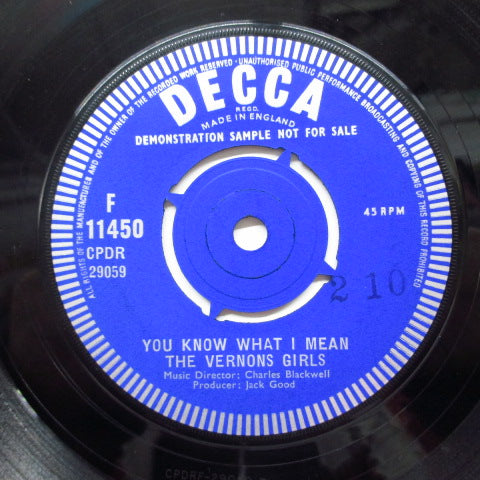 ALL RIGHTS OF THE MANUFACTURER AND OF THE OWNER OF THE RECORDED WORK RESERVED · UNAUTHORISED PUBLIC PERFORMANCE BROADCASTING AND COPYING OF THIS RECORD PROHIBITED
DECCA
REGD.
MADE IN ENGLAND
DEMONSTRATION SAMPLE NOT FOR SALE
F
11450
CPDR
29059
45 RPM
2 10
YOU KNOW WHAT I MEAN
THE VERNONS GIRLS
Music Director: Charles Blackwell
Producer: Jack Good